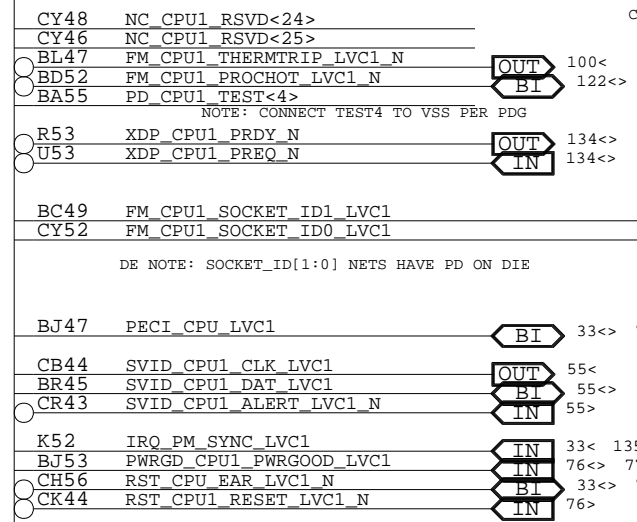 C
CY48 NC_CPU1_RSVD<24>
CY46 NC_CPU1_RSVD<25>
BL47 FM_CPU1_THERMTRIP_LVC1_N OUT 100<
BD52 FM_CPU1_PROCHOT_LVC1_N BI 122<>
BA55 PD_CPU1_TEST<4>
NOTE: CONNECT TEST4 TO VSS PER PDG
R53 XDP_CPU1_PRDY_N OUT 134<>
U53 XDP_CPU1_PREQ_N IN 134<>
BC49 FM_CPU1_SOCKET_ID1_LVC1
CY52 FM_CPU1_SOCKET_ID0_LVC1
DE NOTE: SOCKET_ID[1:0] NETS HAVE PD ON DIE
BJ47 PECI_CPU_LVC1 BI 33<>
CB44 SVID_CPU1_CLK_LVC1 OUT 55<
BR45 SVID_CPU1_DAT_LVC1 BI 55<>
CR43 SVID_CPU1_ALERT_LVC1_N IN 55>
K52 IRQ_PM_SYNC_LVC1 IN 33< 135
BJ53 PWRGD_CPU1_PWRGOOD_LVC1 IN 76<> 77
CH56 RST_CPU_EAR_LVC1_N BI 33<>
CK44 RST_CPU1_RESET_LVC1_N IN 76>